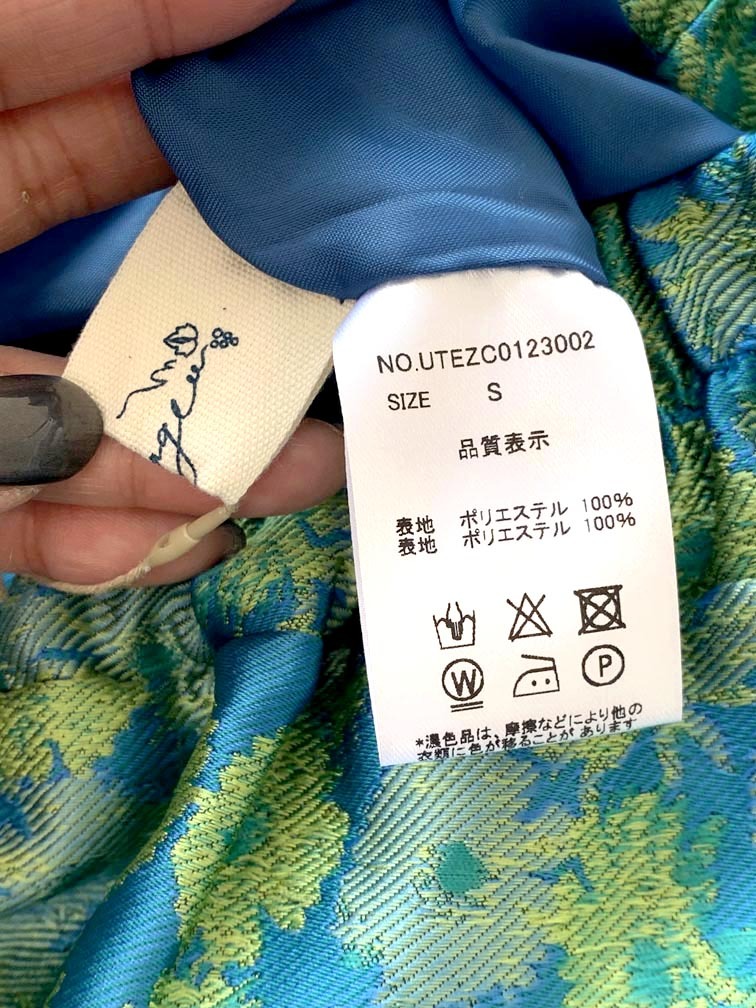 NO.UTEZC0123002
SIZE S
品質表示
表地 ポリエステル 100%
表地 ポリエステル 100%
W P
*濃色品は、摩擦などにより他の
衣類に色が移ることがあります